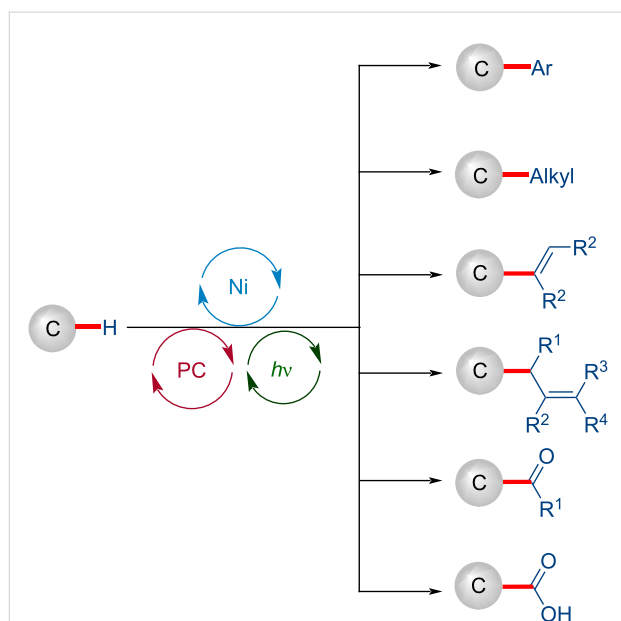 C Ar
C Alkyl
C R² R²
Ni
C H
PC hν
C R¹ R³ R² R⁴
C O R¹
C O OH